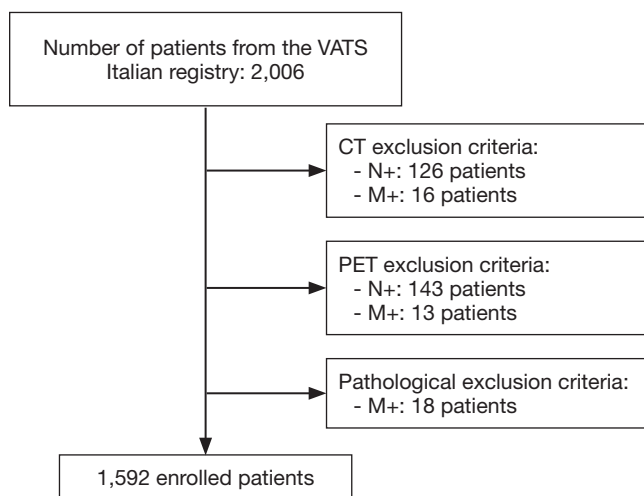 Number of patients from the VATS
Italian registry: 2,006
CT exclusion criteria:
- N+: 126 patients
- M+: 16 patients
PET exclusion criteria:
- N+: 143 patients
- M+: 13 patients
Pathological exclusion criteria:
- M+: 18 patients
1,592 enrolled patients